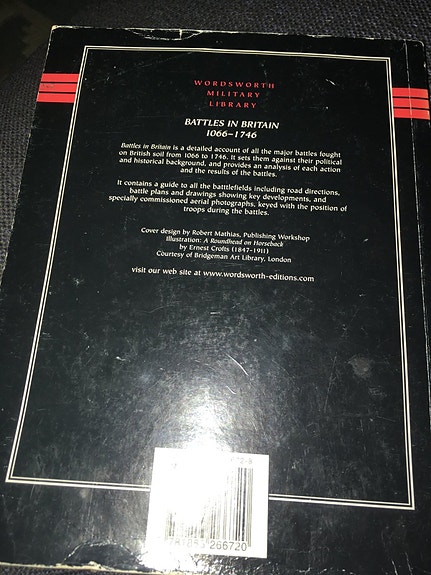 WORDSWORTH
MILITARY
LIBRARY
BATTLES IN BRITAIN
1066–1746
Battles in Britain is a detailed account of all the major battles fought
on British soil from 1066 to 1746. It sets them against their political
and historical background, and provides an analysis of each action
and the results of the battles.
It contains a guide to all the battlefields including road directions,
battle plans and drawings showing key developments, and
specially commissioned aerial photographs, keyed with the position of
troops during the battles.
Cover design by Robert Mathias, Publishing Workshop
Illustration: A Roundhead on Horseback
by Ernest Crofts (1847-1911)
Courtesy of Bridgeman Art Library, London
visit our web site at www.wordsworth-editions.com
266720